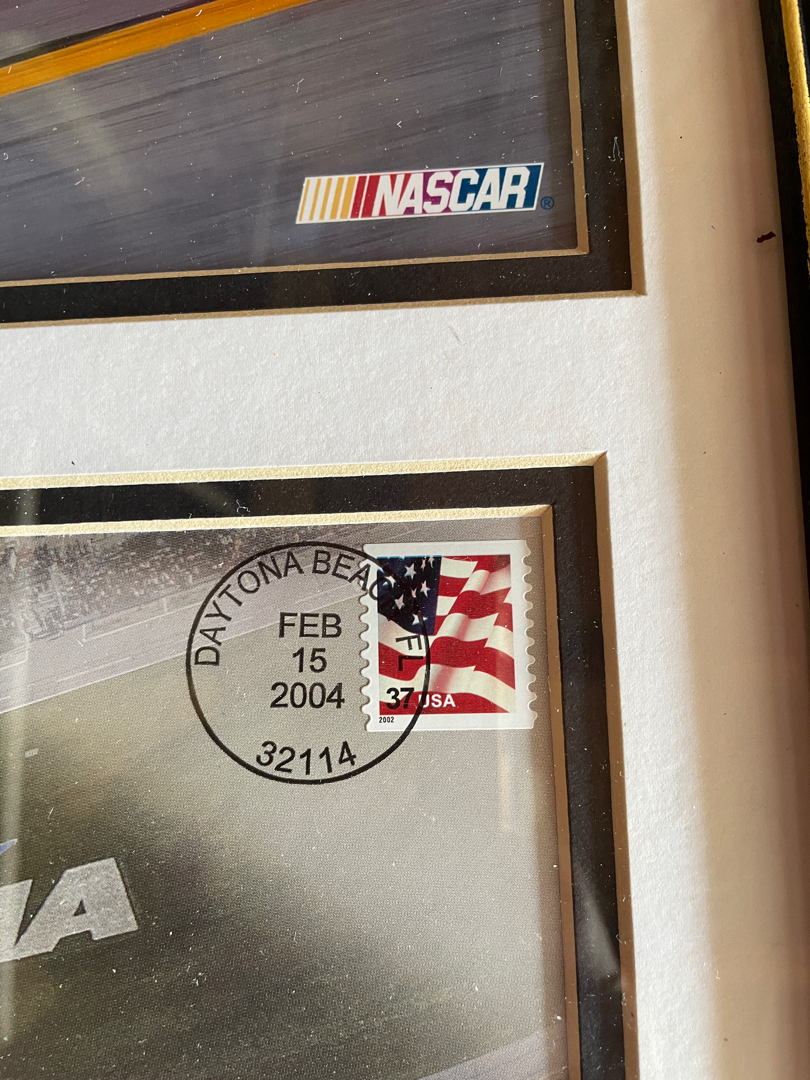 NASCAR®
DAYTONA BEACH FL
FEB
15
2004
32114
37 USA
2002